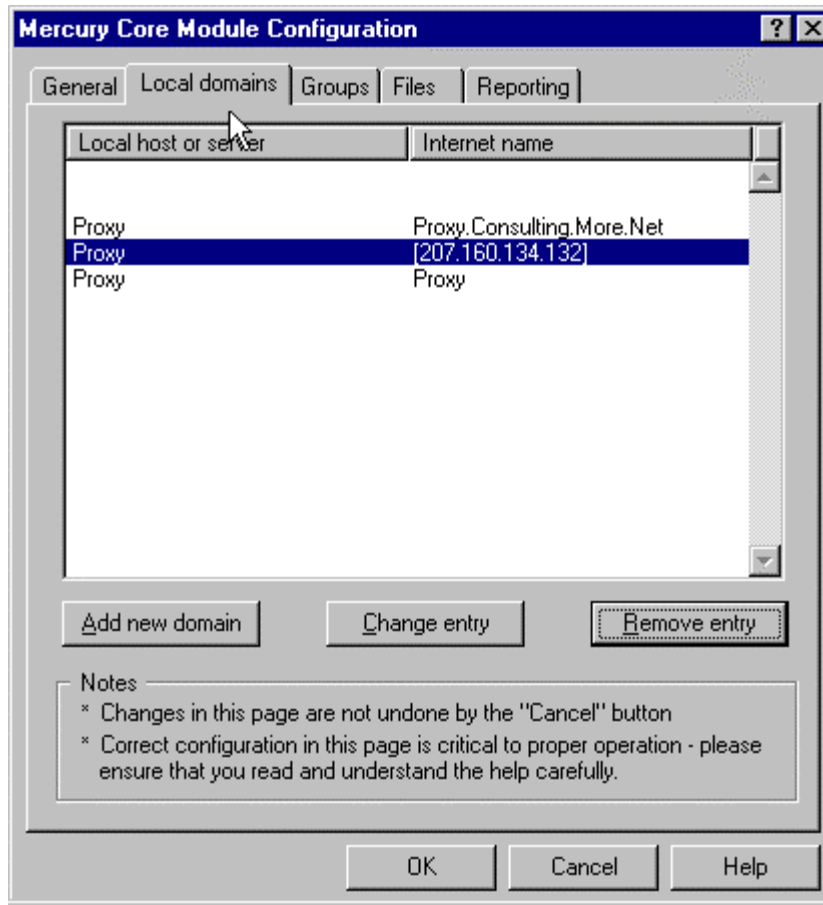 Mercury Core Module Configuration
General Local domains Groups Files Reporting
Local host or server Internet name
Proxy Proxy.Consulting.More.Net
Proxy [207.160.134.132]
Proxy Proxy
Add new domain Change entry Remove entry
Notes
* Changes in this page are not undone by the "Cancel" button
* Correct configuration in this page is critical to proper operation - please
ensure that you read and understand the help carefully.
OK Cancel Help